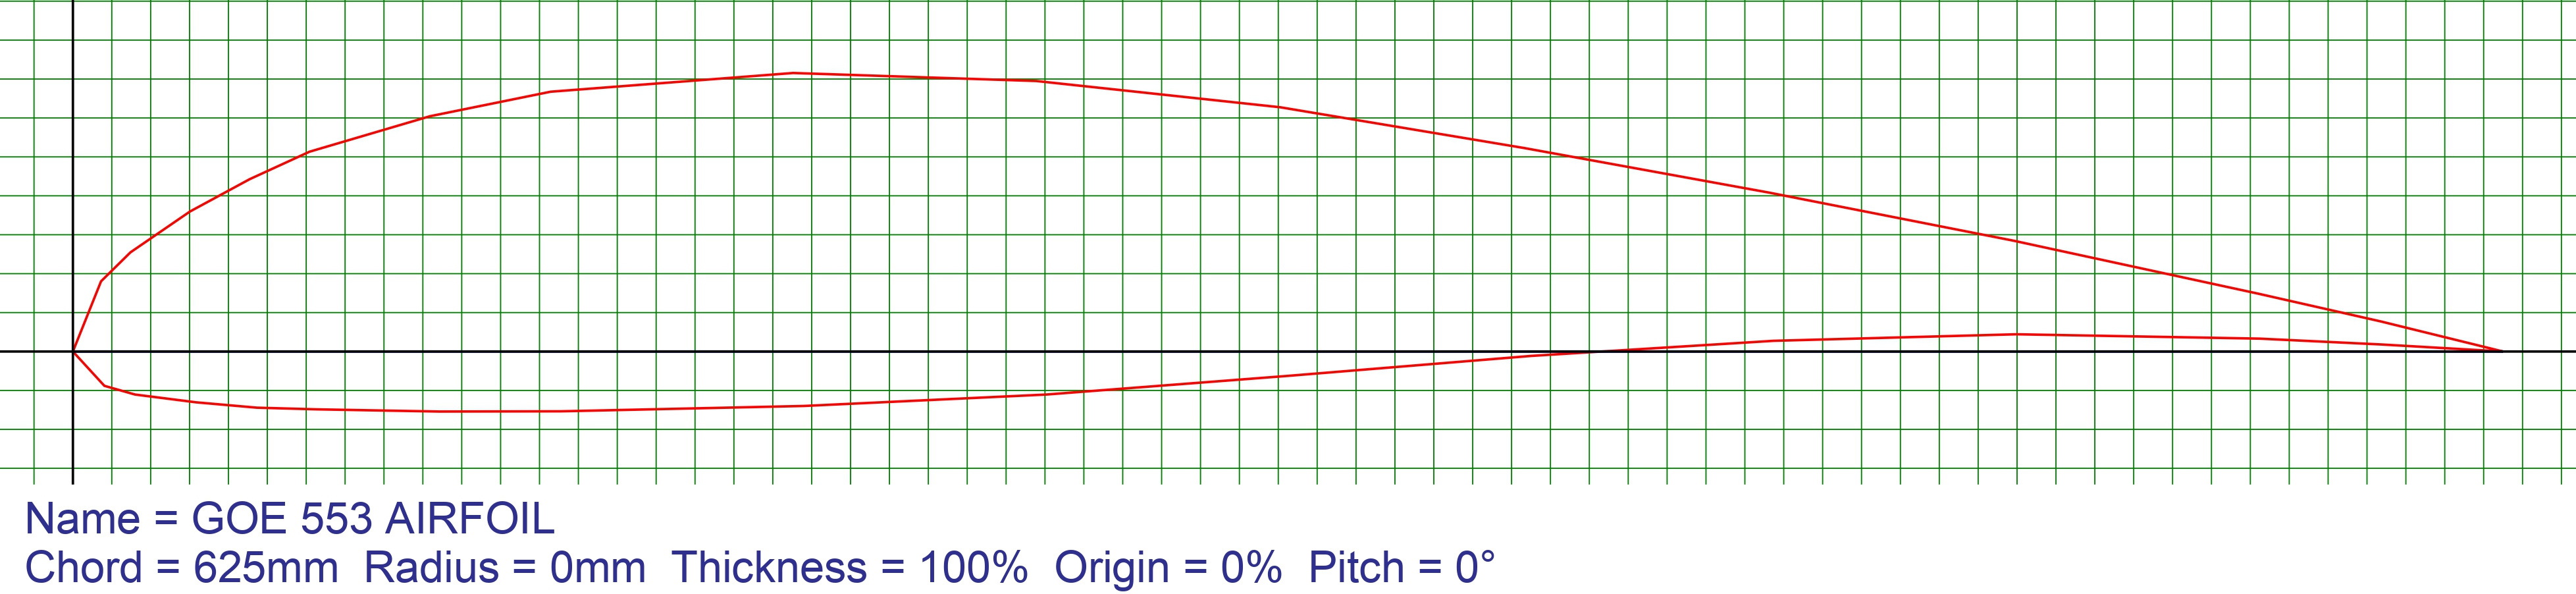 Name = GOE 553 AIRFOIL
Chord = 625mm  Radius = 0mm  Thickness = 100%  Origin = 0%  Pitch = 0°